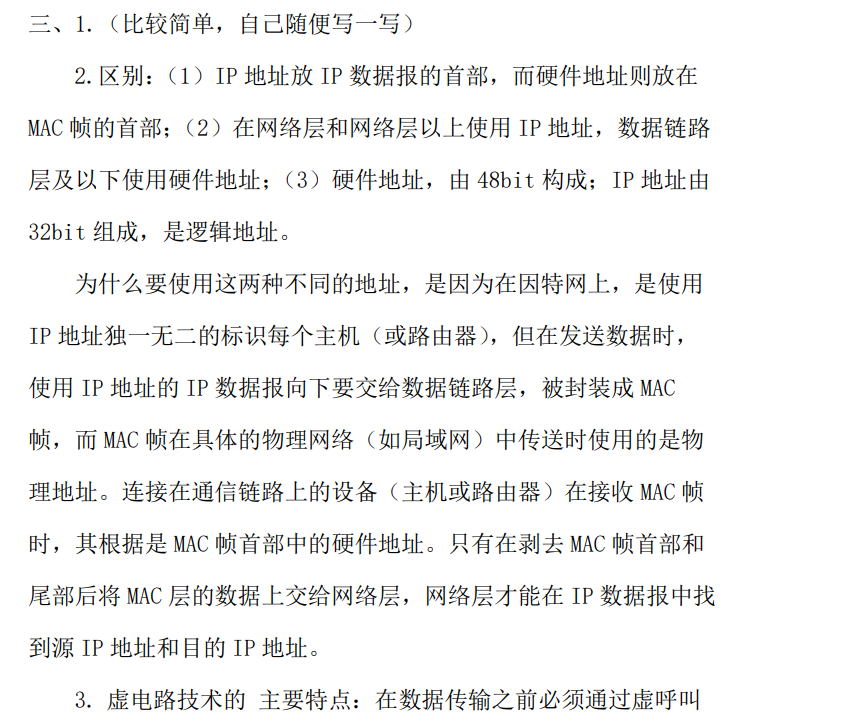 三、1.（比较简单，自己随便写一写）
2.区别：（1）IP 地址放 IP 数据报的首部，而硬件地址则放在
MAC 帧的首部；（2）在网络层和网络层以上使用 IP 地址，数据链路
层及以下使用硬件地址；（3）硬件地址，由 48bit 构成；IP 地址由
32bit 组成，是逻辑地址。
为什么要使用这两种不同的地址，是因为在因特网上，是使用
IP 地址独一无二的标识每个主机（或路由器），但在发送数据时，
使用 IP 地址的 IP 数据报向下要交给数据链路层，被封装成 MAC
帧，而 MAC 帧在具体的物理网络（如局域网）中传送时使用的是物
理地址。连接在通信链路上的设备（主机或路由器）在接收 MAC 帧
时，其根据是 MAC 帧首部中的硬件地址。只有在剥去 MAC 帧首部和
尾部后将 MAC 层的数据上交给网络层，网络层才能在 IP 数据报中找
到源 IP 地址和目的 IP 地址。
3. 虚电路技术的 主要特点：在数据传输之前必须通过虚呼叫